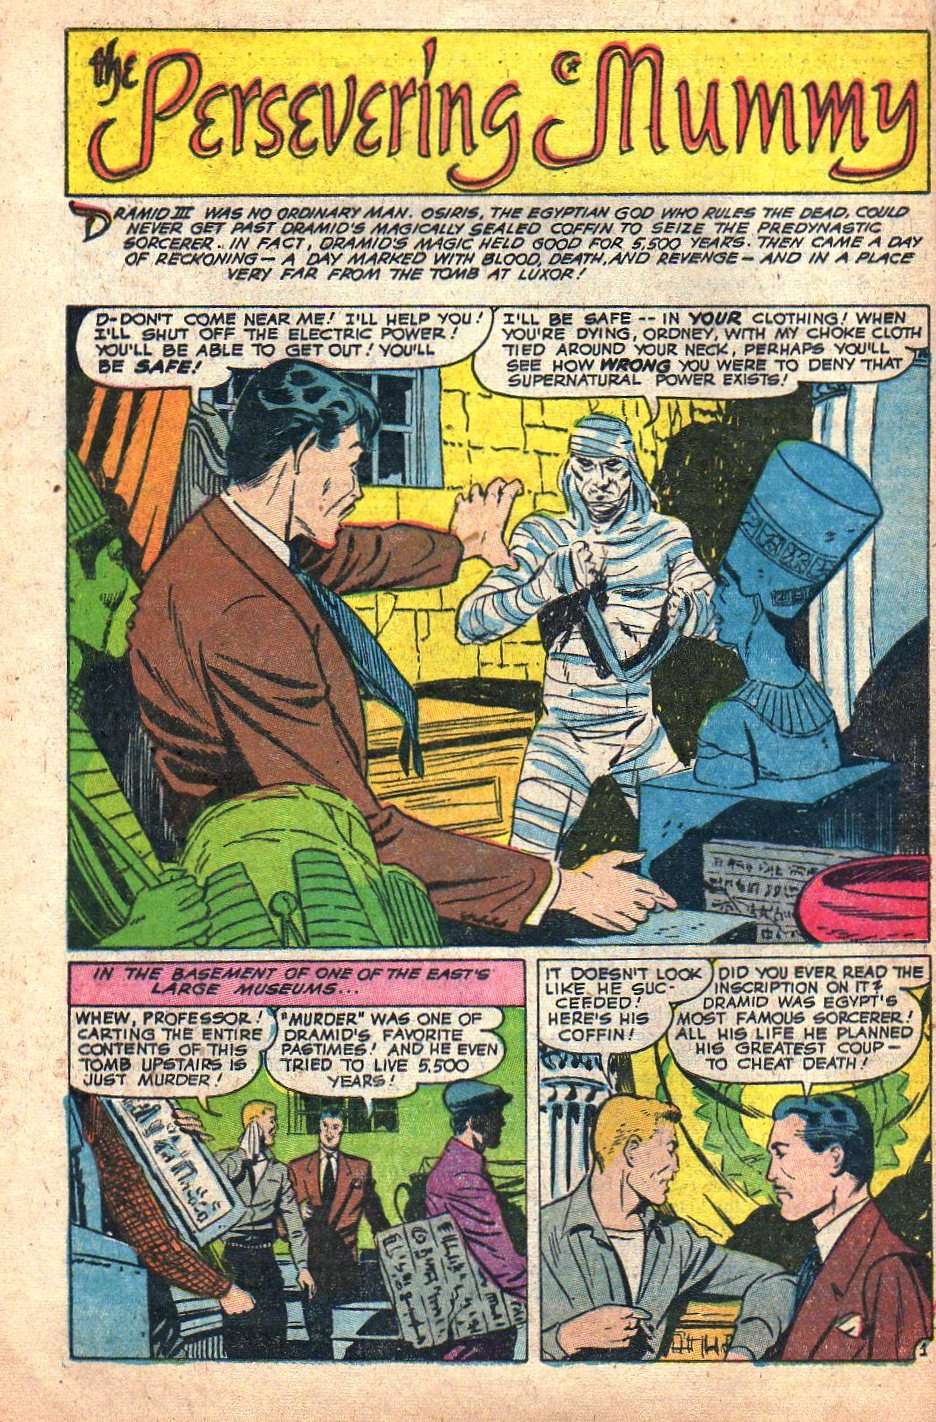 the Persevering Mummy
DRAMID III WAS NO ORDINARY MAN. OSIRIS, THE EGYPTIAN GOD WHO RULES THE DEAD, COULD
NEVER GET PAST DRAMID'S MAGICALLY SEALED COFFIN TO SEIZE THE PREDYNASTIC
SORCERER. IN FACT, DRAMID'S MAGIC HELD GOOD FOR 5,500 YEARS. THEN CAME A DAY
OF RECKONING — A DAY MARKED WITH BLOOD, DEATH, AND REVENGE — AND IN A PLACE
VERY FAR FROM THE TOMB AT LUXOR!
D-DON'T COME NEAR ME! I'LL HELP YOU!
I'LL SHUT OFF THE ELECTRIC POWER!
YOU'LL BE ABLE TO GET OUT! YOU'LL
BE SAFE!
I'LL BE SAFE -- IN YOUR CLOTHING! WHEN
YOU'RE DYING, ORDNEY, WITH MY CHOKE CLOTH
TIED AROUND YOUR NECK, PERHAPS YOU'LL
SEE HOW WRONG YOU WERE TO DENY THAT
SUPERNATURAL POWER EXISTS!
IN THE BASEMENT OF ONE OF THE EAST'S
LARGE MUSEUMS...
WHEW, PROFESSOR!
CARTING THE ENTIRE
CONTENTS OF THIS
TOMB UPSTAIRS IS
JUST MURDER!
"MURDER" WAS ONE OF
DRAMID'S FAVORITE
PASTIMES! AND HE EVEN
TRIED TO LIVE 5,500
YEARS!
IT DOESN'T LOOK
LIKE HE SUC-
CEEDED!
HERE'S HIS
COFFIN!
DID YOU EVER READ THE
INSCRIPTION ON IT?
DRAMID WAS EGYPT'S
MOST FAMOUS SORCERER!
ALL HIS LIFE HE PLANNED
HIS GREATEST COUP —
TO CHEAT DEATH!
1